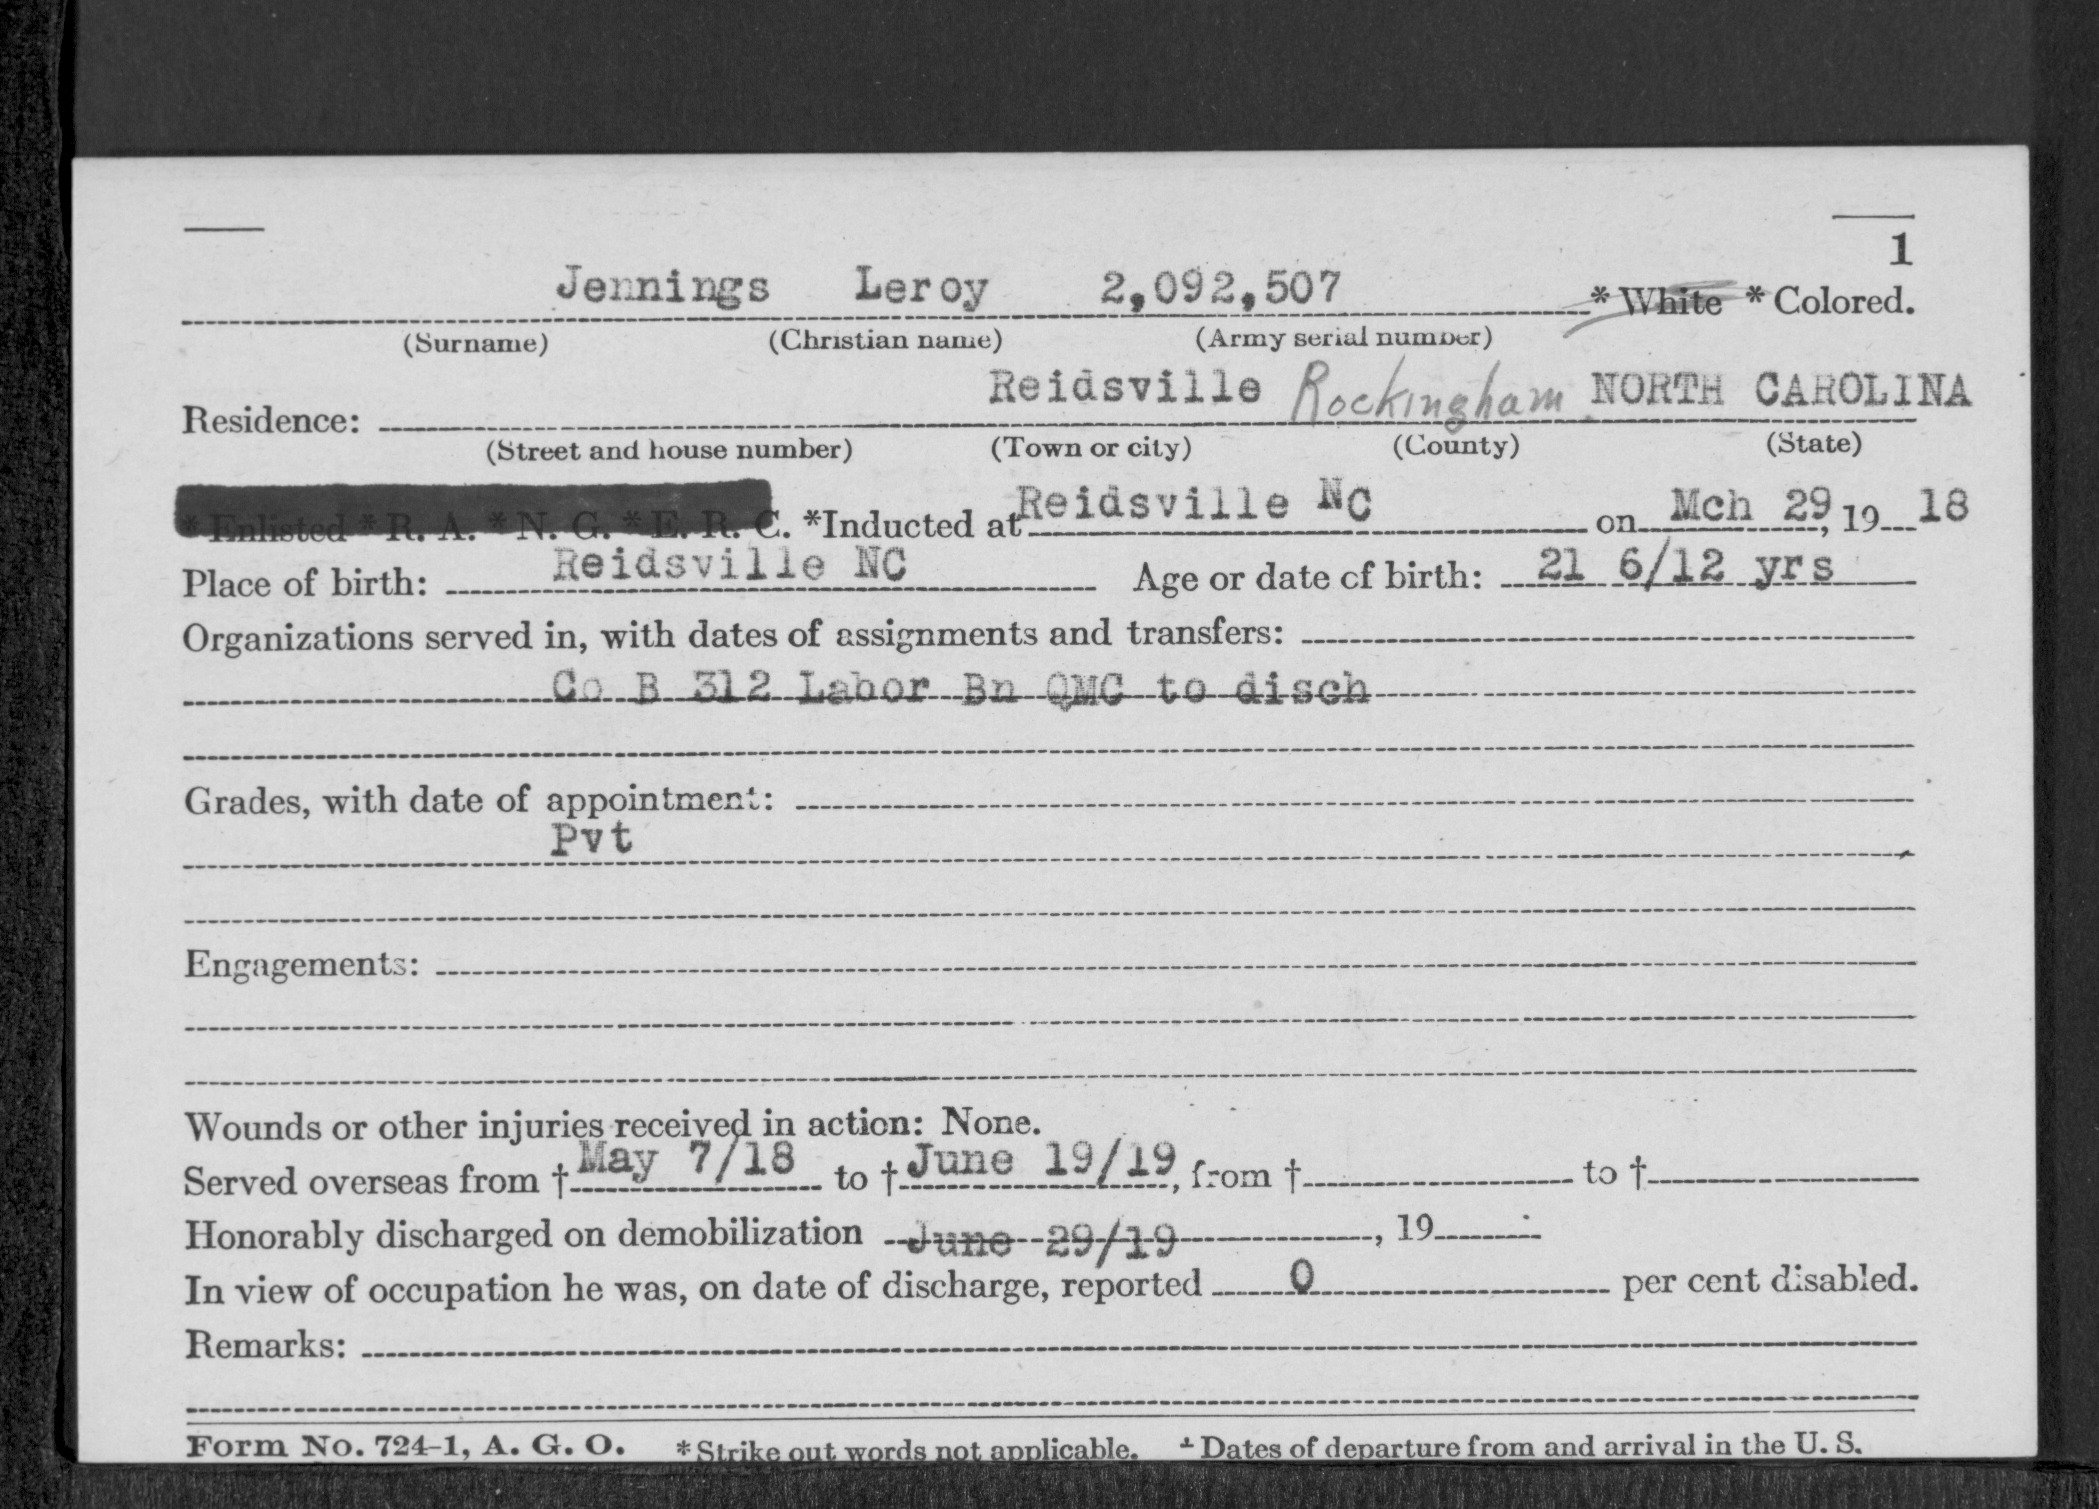 1
Jennings Leroy 2,092,507 * White * Colored.
(Surname) (Christian name) (Army serial number)
Residence: Reidsville Rockingham NORTH CAROLINA
(Street and house number) (Town or city) (County) (State)
* Enlisted * R. A. * N. G. * E. R. C. *Inducted at Reidsville NC on Mch 29, 19 18
Place of birth: Reidsville NC Age or date of birth: 21 6/12 yrs
Organizations served in, with dates of assignments and transfers:
Co B 312 Labor Bn QMC to disch
Grades, with date of appointment:
Pvt
Engagements:
Wounds or other injuries received in action: None.
Served overseas from † May 7/18 to † June 19/19, from † to †
Honorably discharged on demobilization June 29/19, 19
In view of occupation he was, on date of discharge, reported 0 per cent disabled.
Remarks:
Form No. 724-1, A. G. O. *Strike out words not applicable. † Dates of departure from and arrival in the U. S.